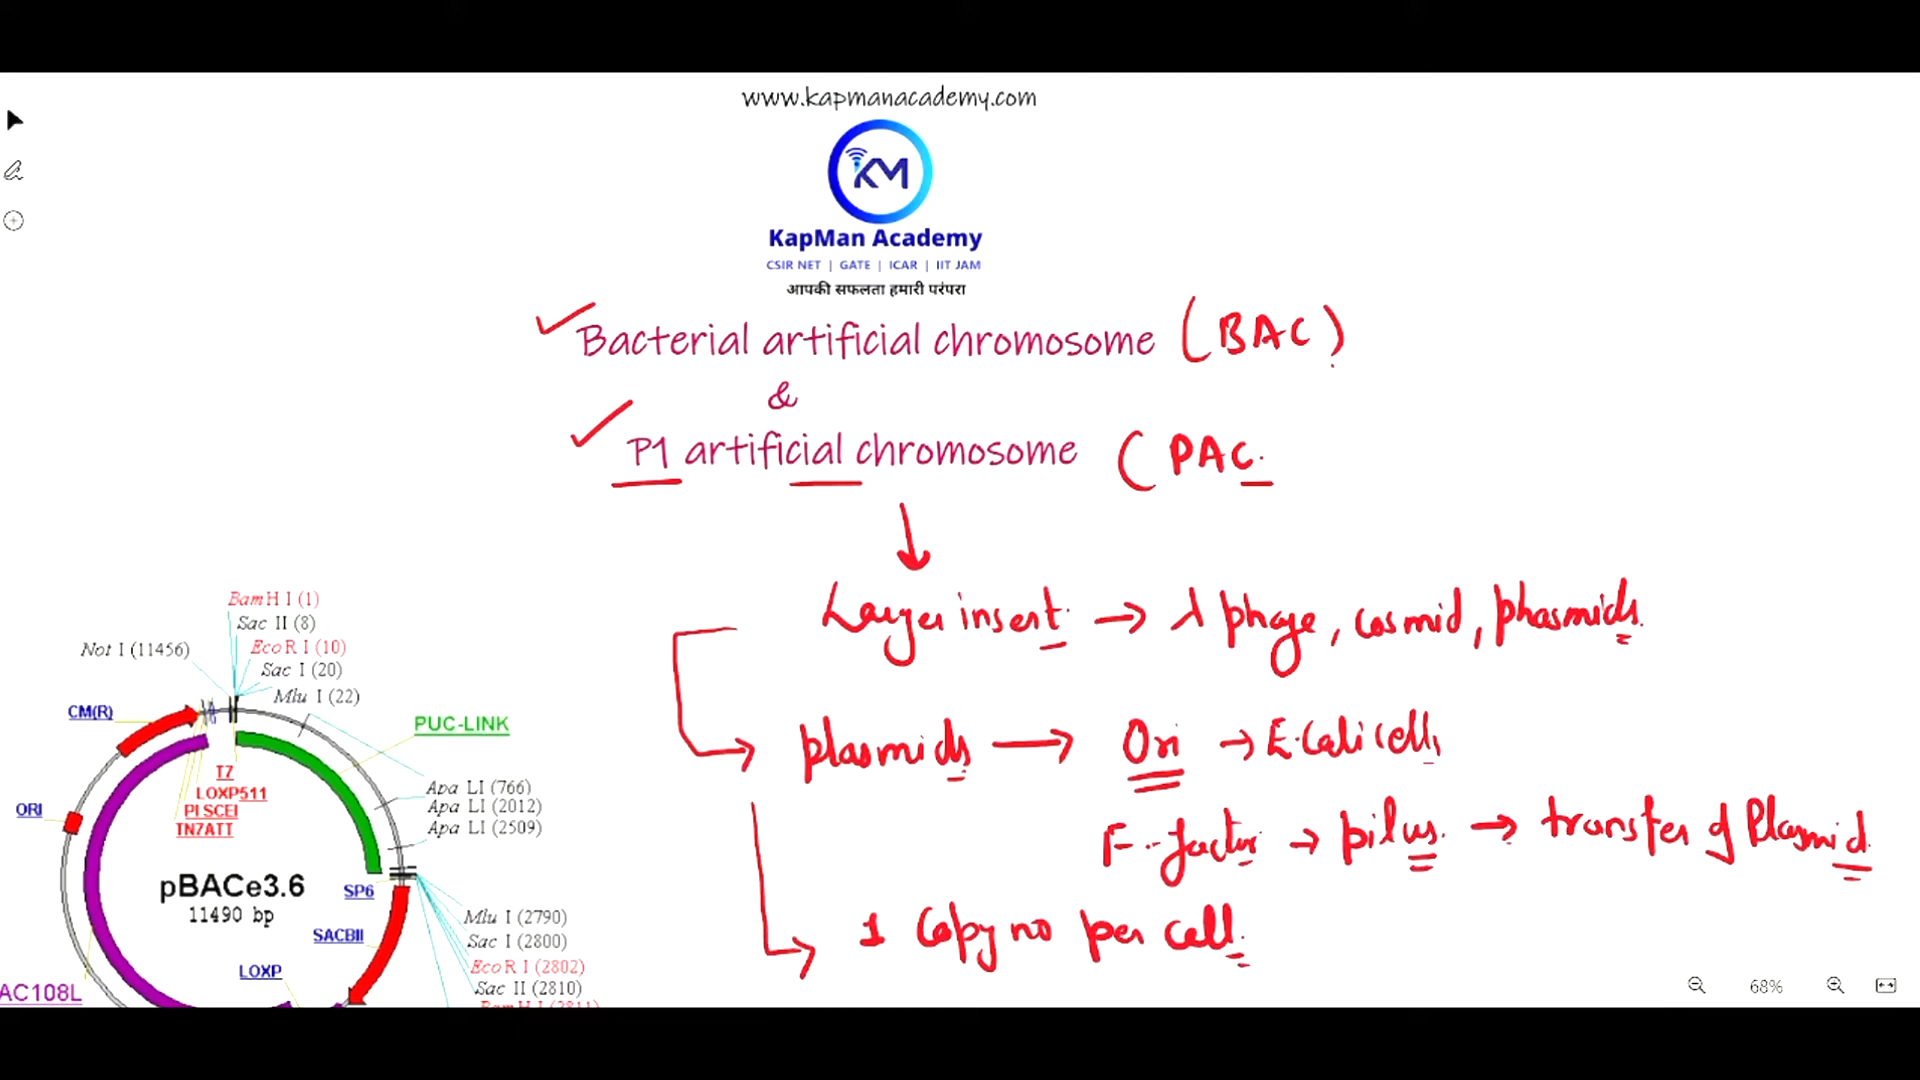 www.kapmanacademy.com
KM
KapMan Academy
CSIR NET | GATE | ICAR | IIT JAM
आपकी सफलता हमारी परंपरा
Bacterial artificial chromosome (BAC)
&
P1 artificial chromosome (PAC.
Larger insert → λ phage, cosmid, phasmids.
plasmids → Ori → E.Coli cells
F-factor → pilus → transfer of Plasmid
1 Copy no per cell.
BamH I (1)
Sac II (8)
Not I (11456)
EcoR I (10)
Sac I (20)
Mlu I (22)
CM(R)
PUC-LINK
T7
LOXP511
PI SCEI
TN7ATT
ORI
Apa LI (766)
Apa LI (2012)
Apa LI (2509)
pBACe3.6
11490 bp
SP6
SACBII
LOXP
Mlu I (2790)
Sac I (2800)
EcoR I (2802)
Sac II (2810)
BamH I (2811)
AC108L
68%